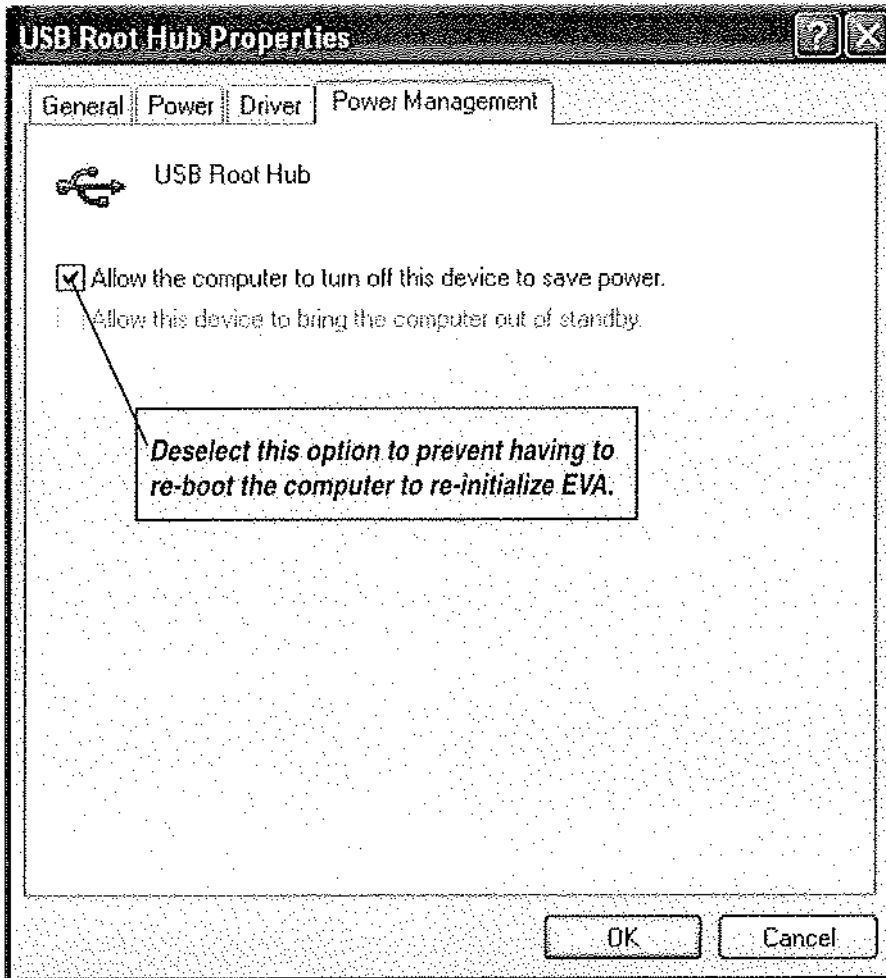 USB Root Hub Properties
General Power Driver Power Management
USB Root Hub
Allow the computer to turn off this device to save power.
Allow this device to bring the computer out of standby.
Deselect this option to prevent having to
re-boot the computer to re-initialize EVA.
OK Cancel